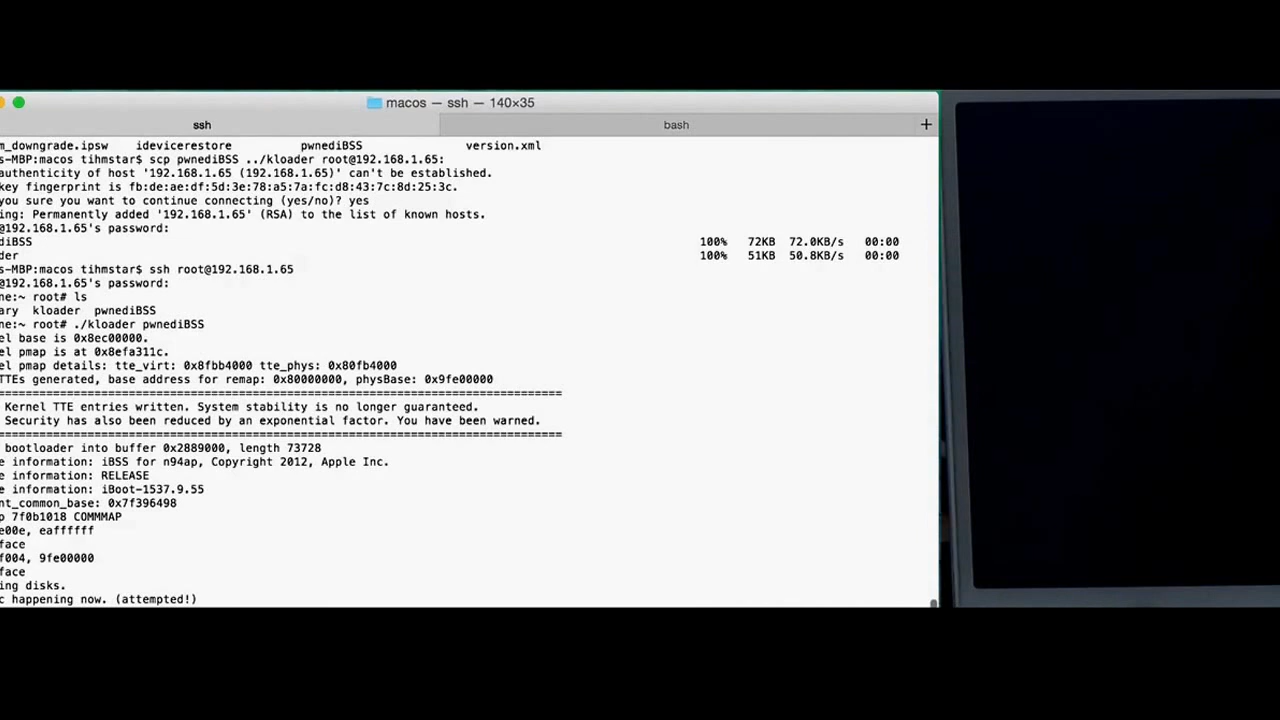 macos — ssh — 140×35
ssh
bash
+
m_downgrade.ipsw idevicerestore pwnediBSS version.xml
s-MBP:macos tihmstar$ scp pwnediBSS ../kloader root@192.168.1.65:
authenticity of host '192.168.1.65 (192.168.1.65)' can't be established.
key fingerprint is fb:de:ae:df:5d:3e:78:a5:7a:fc:d8:43:7c:8d:25:3c.
you sure you want to continue connecting (yes/no)? yes
ing: Permanently added '192.168.1.65' (RSA) to the list of known hosts.
@192.168.1.65's password:
diBSS 100% 72KB 72.0KB/s 00:00
der 100% 51KB 50.8KB/s 00:00
s-MBP:macos tihmstar$ ssh root@192.168.1.65
@192.168.1.65's password:
ne:~ root# ls
ary kloader pwnediBSS
ne:~ root# ./kloader pwnediBSS
el base is 0x8ec00000.
el pmap is at 0x8efa311c.
el pmap details: tte_virt: 0x8fbb4000 tte_phys: 0x80fb4000
TTEs generated, base address for remap: 0x80000000, physBase: 0x9fe00000
==================================================================================
Kernel TTE entries written. System stability is no longer guaranteed.
Security has also been reduced by an exponential factor. You have been warned.
==================================================================================
bootloader into buffer 0x2889000, length 73728
e information: iBSS for n94ap, Copyright 2012, Apple Inc.
e information: RELEASE
e information: iBoot-1537.9.55
nt_common_base: 0x7f396498
p 7f0b1018 COMMMAP
e00e, eaffffff
face
f004, 9fe00000
face
ing disks.
c happening now. (attempted!)